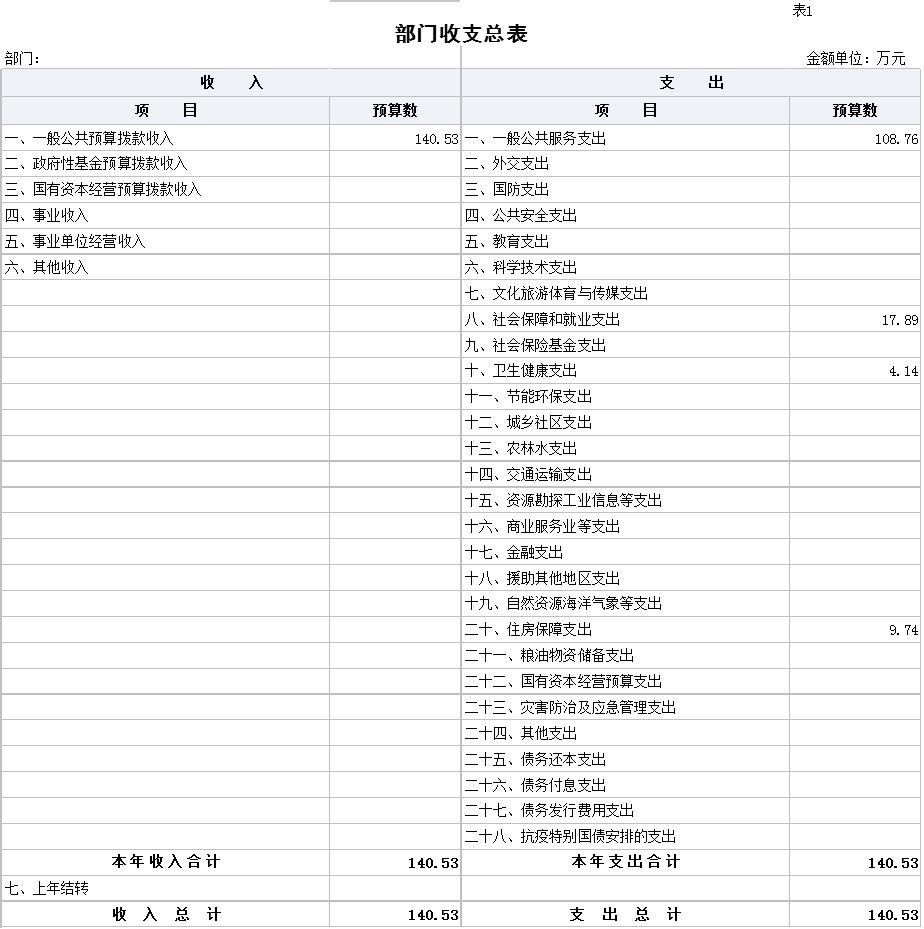 表1
部门收支总表
部门： 金额单位：万元
收 入 支 出
项 目 预算数 项 目 预算数
一、一般公共预算拨款收入 140.53 一、一般公共服务支出 108.76
二、政府性基金预算拨款收入 二、外交支出
三、国有资本经营预算拨款收入 三、国防支出
四、事业收入 四、公共安全支出
五、事业单位经营收入 五、教育支出
六、其他收入 六、科学技术支出
七、文化旅游体育与传媒支出
八、社会保障和就业支出 17.89
九、社会保险基金支出
十、卫生健康支出 4.14
十一、节能环保支出
十二、城乡社区支出
十三、农林水支出
十四、交通运输支出
十五、资源勘探工业信息等支出
十六、商业服务业等支出
十七、金融支出
十八、援助其他地区支出
十九、自然资源海洋气象等支出
二十、住房保障支出 9.74
二十一、粮油物资储备支出
二十二、国有资本经营预算支出
二十三、灾害防治及应急管理支出
二十四、其他支出
二十五、债务还本支出
二十六、债务付息支出
二十七、债务发行费用支出
二十八、抗疫特别国债安排的支出
本年收入合计 140.53 本年支出合计 140.53
七、上年结转
收 入 总 计 140.53 支 出 总 计 140.53